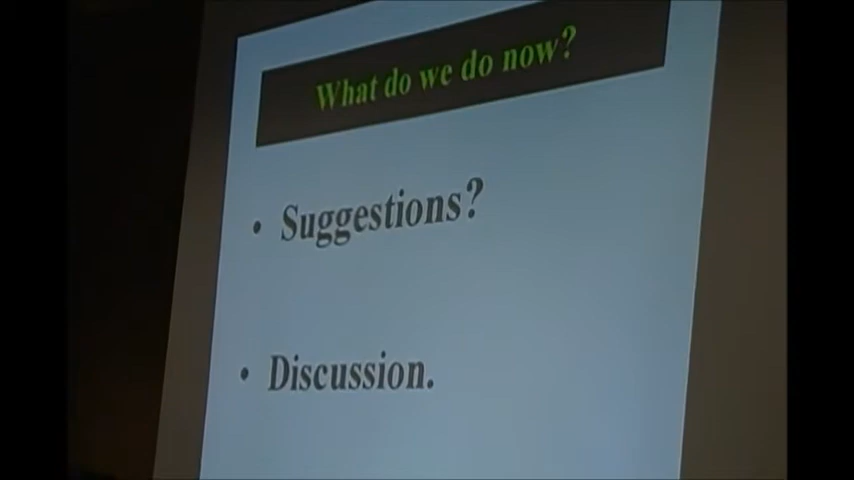 What do we do now?
• Suggestions?
• Discussion.